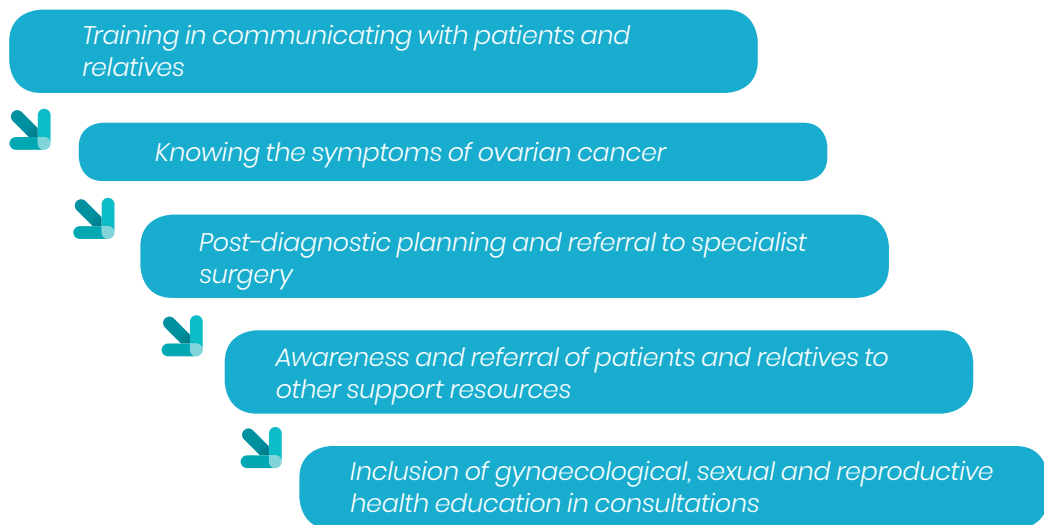 Training in communicating with patients and
relatives
Knowing the symptoms of ovarian cancer
Post-diagnostic planning and referral to specialist
surgery
Awareness and referral of patients and relatives to
other support resources
Inclusion of gynaecological, sexual and reproductive
health education in consultations